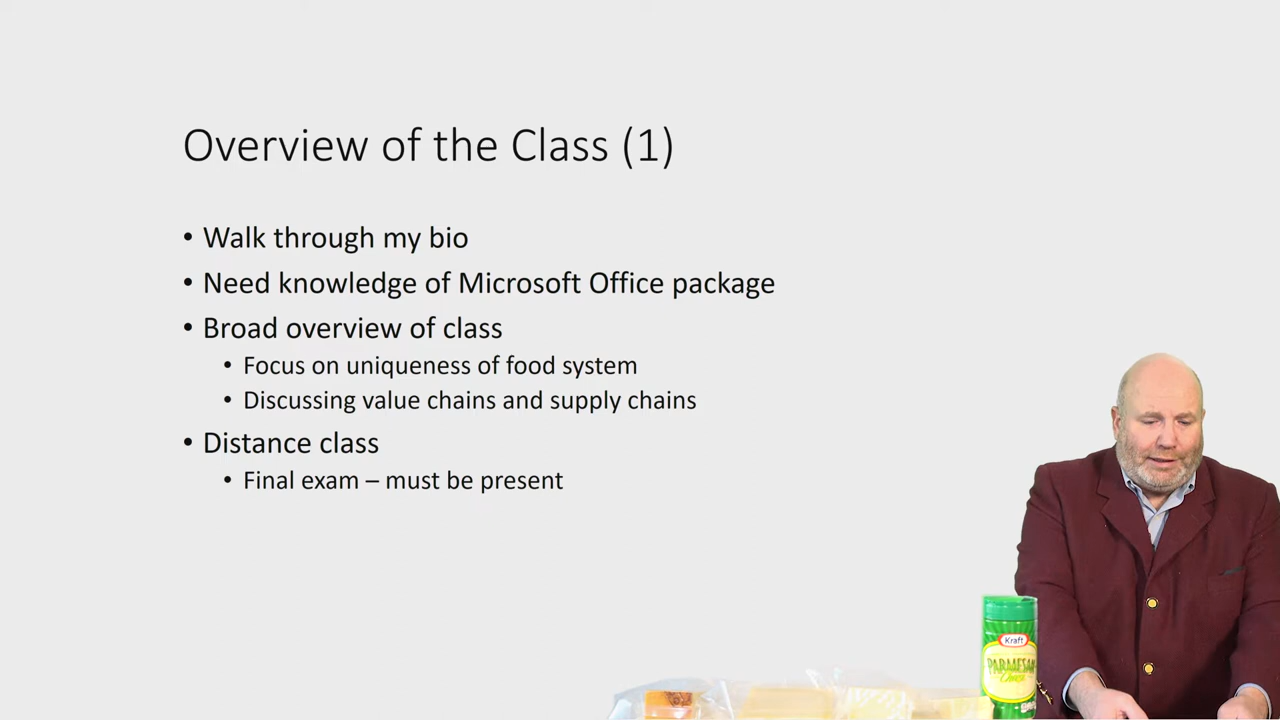 Overview of the Class (1)
• Walk through my bio
• Need knowledge of Microsoft Office package
• Broad overview of class
• Focus on uniqueness of food system
• Discussing value chains and supply chains
• Distance class
• Final exam – must be present
Kraft
PARMESAN
Cheese